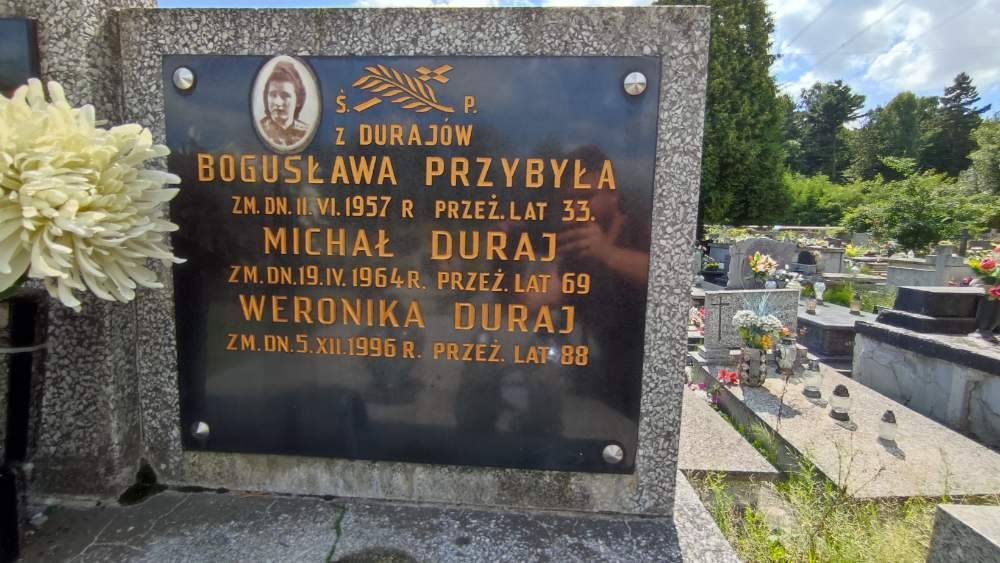 Ś. P.
Z DURAJÓW
BOGUSŁAWA PRZYBYŁA
ZM. DN. 11. VI. 1957 R PRZEŻ. LAT 33.
MICHAŁ DURAJ
ZM. DN. 19. IV. 1964 R. PRZEŻ. LAT 69
WERONIKA DURAJ
ZM. DN. 5. XII. 1996 R. PRZEŻ. LAT 88